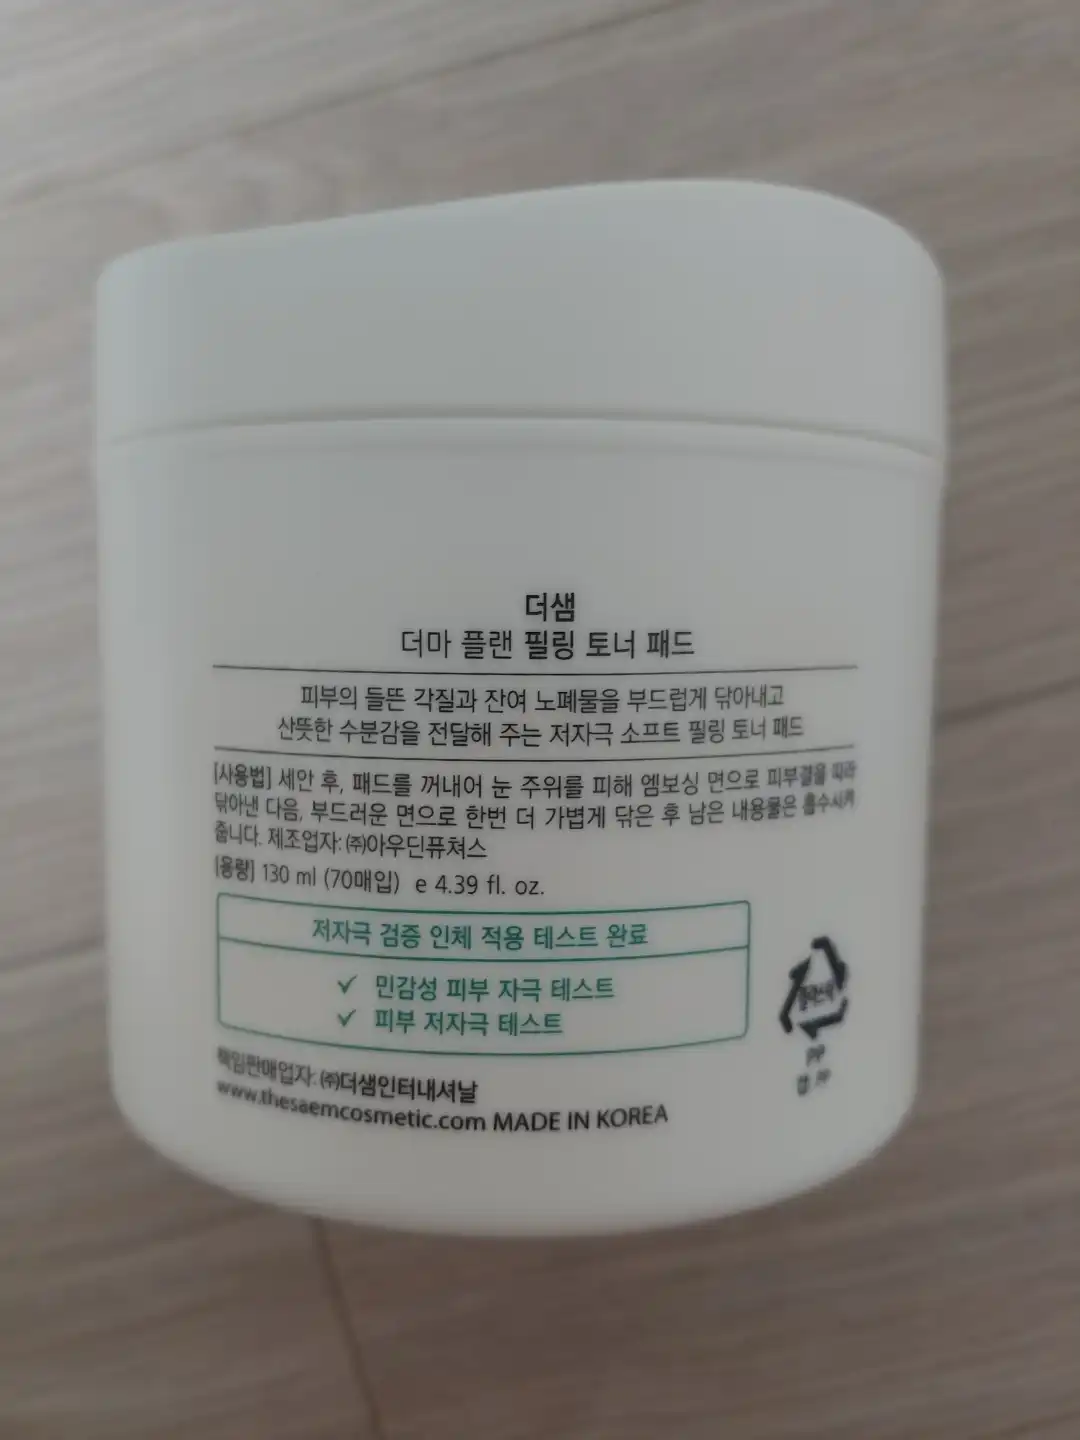 더샘
더마 플랜 필링 토너 패드
피부의 들뜬 각질과 잔여 노폐물을 부드럽게 닦아내고
산뜻한 수분감을 전달해 주는 저자극 소프트 필링 토너 패드
[사용법] 세안 후, 패드를 꺼내어 눈 주위를 피해 엠보싱 면으로 피부결을 따라
닦아낸 다음, 부드러운 면으로 한번 더 가볍게 닦은 후 남은 내용물은 흡수시켜
줍니다. 제조업자: ㈜아우딘퓨쳐스
[용량] 130 ml (70매입) e 4.39 fl. oz.
저자극 검증 인체 적용 테스트 완료
✓ 민감성 피부 자극 테스트
✓ 피부 저자극 테스트
플라스틱
PP
캡: PP
책임판매업자: ㈜더샘인터내셔날
www.thesaemcosmetic.com MADE IN KOREA